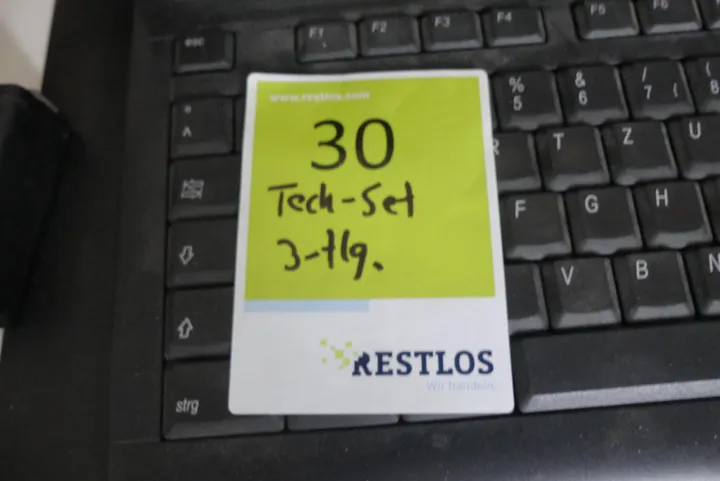 esc
F1 F2 F3 F4 F5 F6
www.restlos.com
%
5
&
6
/
7 {
(
8
°
^
30
R T Z U
Tech-Set
F G H
3-tlg.
V B N
RESTLOS
Wir handeln.
strg